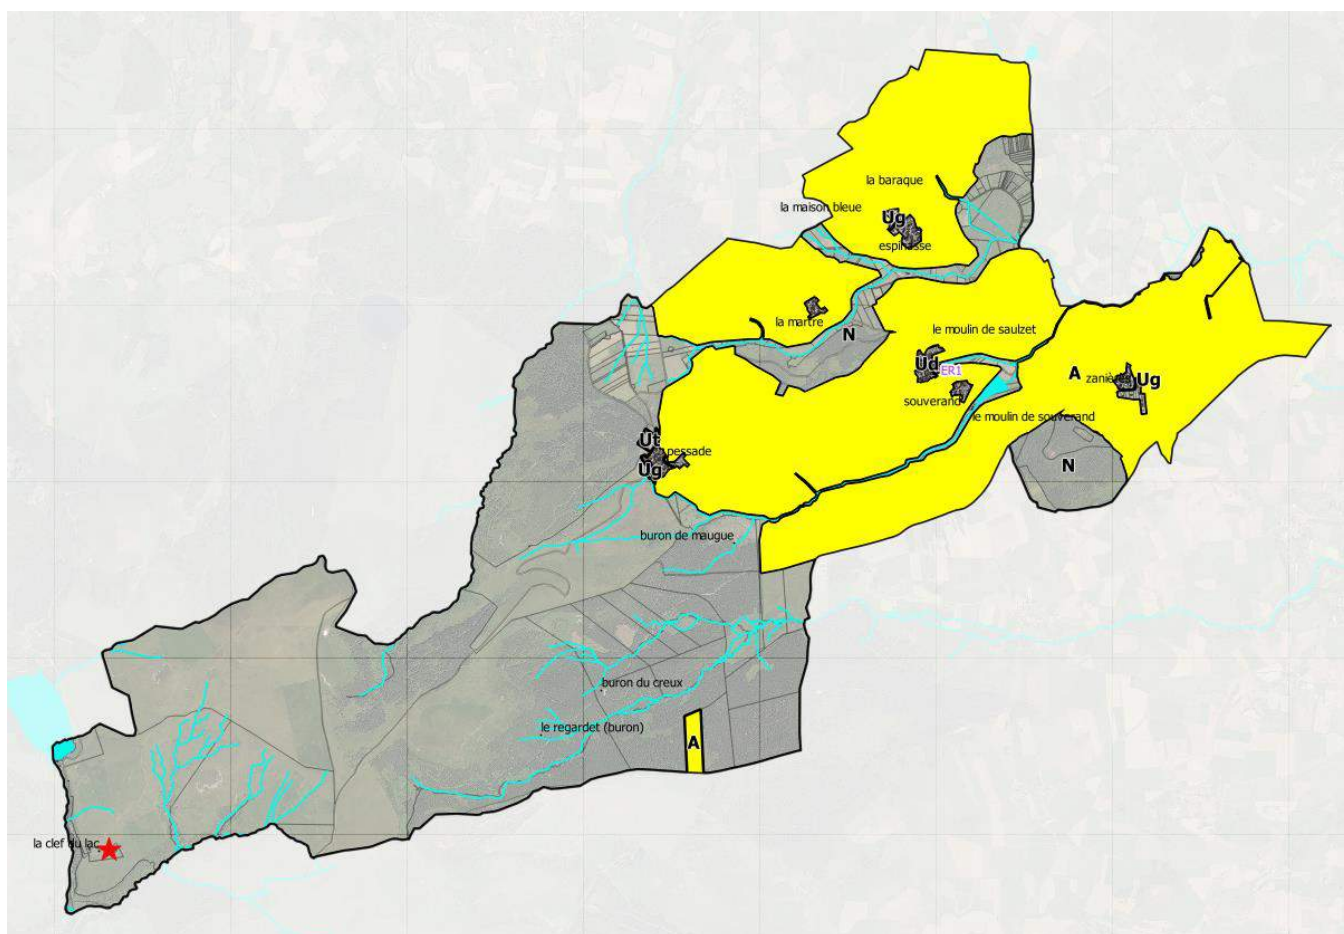 la baraque
la maison bleue
Ug
espinasse
la martre
N
le moulin de saulzet
Ud
ER1
A
zanières
Ug
souverand
le moulin de souverand
Ut
pessade
Ug
N
buron de maugue
buron du creux
le regardet (buron)
A
la clef du lac